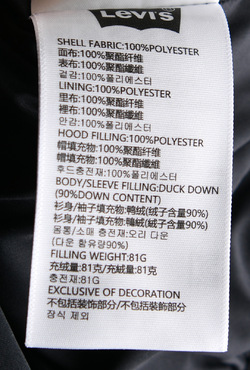 Levi's
SHELL FABRIC:100%POLYESTER
面布:100%聚酯纤维
表布:100%聚酯纖維
겉감:100%폴리에스터
LINING:100%POLYESTER
里布:100%聚酯纤维
裡布:100%聚酯纖維
안감:100%폴리에스터
HOOD FILLING:100%POLYESTER
帽填充物:100%聚酯纤维
帽填充物:100%聚酯纖維
후드충전재:100%폴리에스터
BODY/SLEEVE FILLING:DUCK DOWN
(90%DOWN CONTENT)
衫身/袖子填充物:鸭绒(绒子含量90%)
衫身/袖子填充物:鴨絨(絨子含量90%)
몸통/소매 충전재:오리 다운
(다운 함유량90%)
FILLING WEIGHT:81G
充绒量:81克/充絨量:81克
충전재:81G
EXCLUSIVE OF DECORATION
不包括装饰部分/不包括裝飾部分
장식 제외